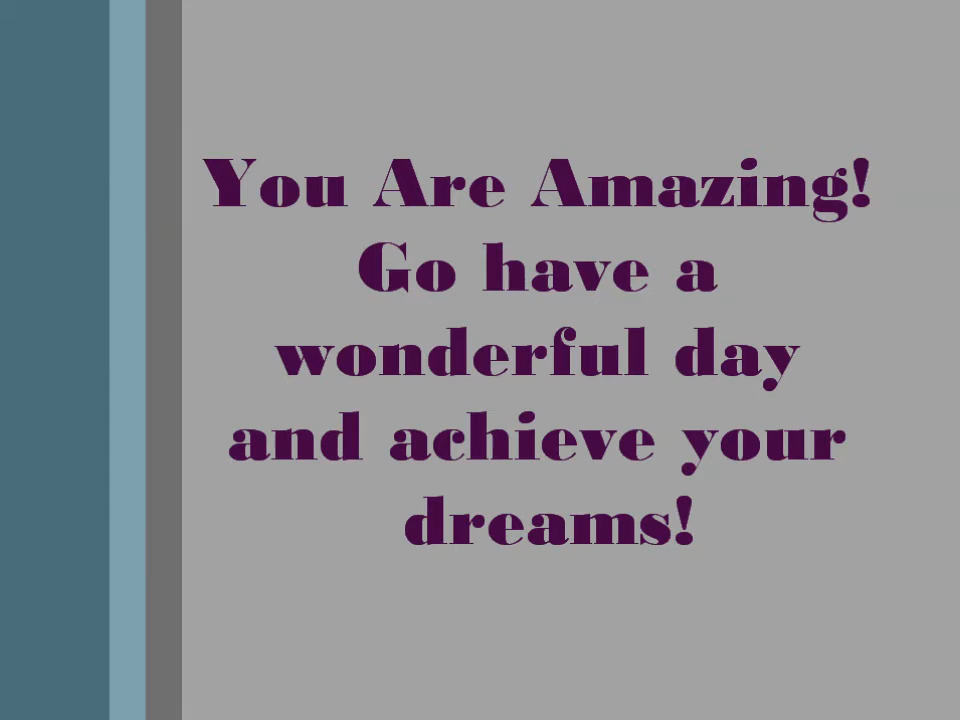 You Are Amazing!
Go have a
wonderful day
and achieve your
dreams!